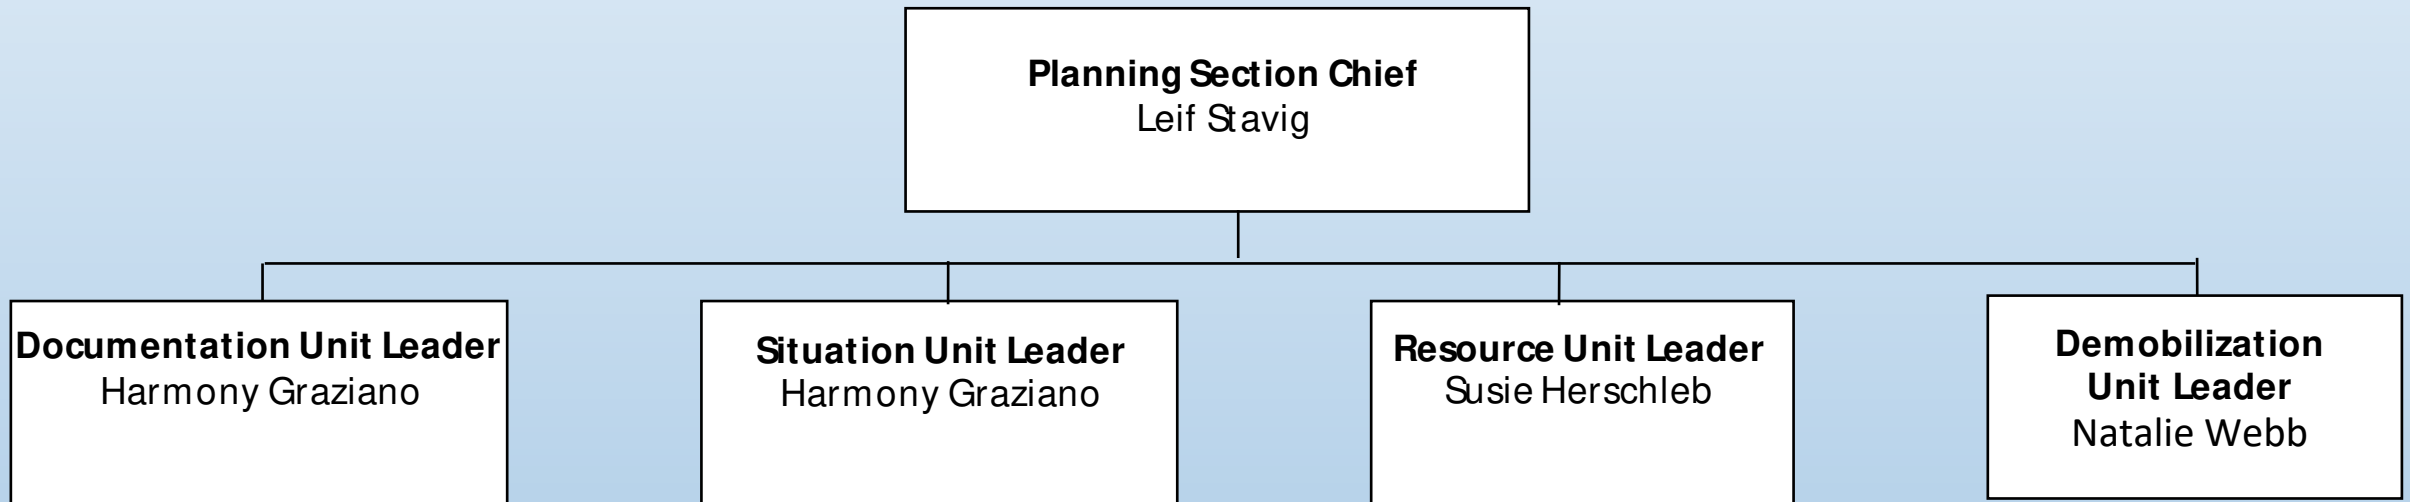 Planning Section Chief
Leif Stavig
Documentation Unit Leader
Harmony Graziano
Situation Unit Leader
Harmony Graziano
Resource Unit Leader
Susie Herschleb
Demobilization
Unit Leader
Natalie Webb